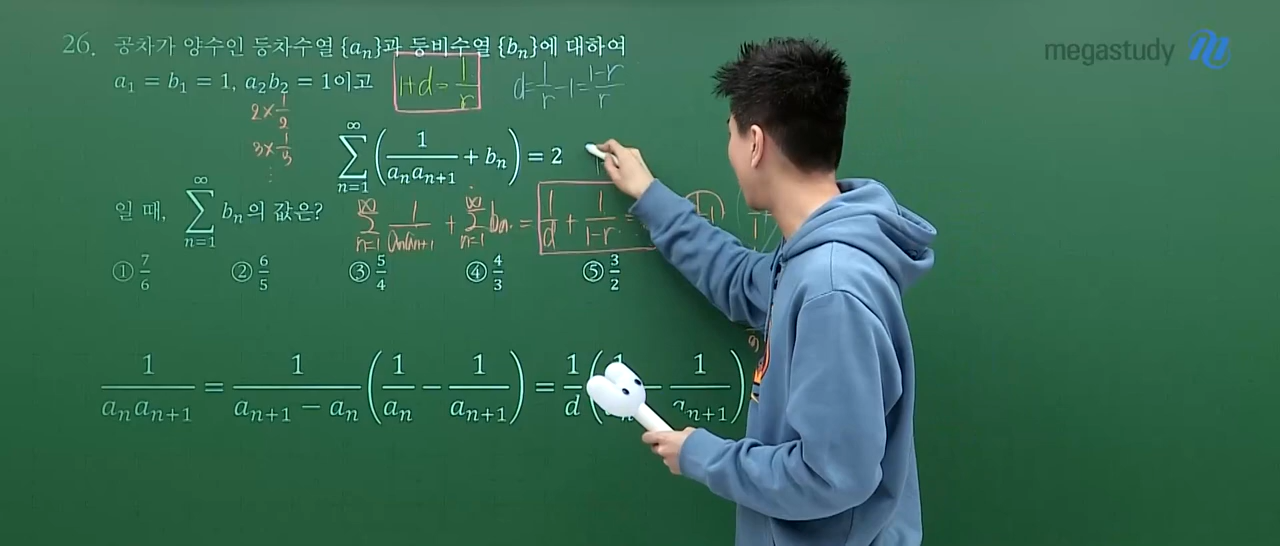 megastudy
26. 공차가 양수인 등차수열 {aₙ}과 등비수열 {bₙ}에 대하여
a₁ = b₁ = 1, a₂b₂ = 1이고
1+d = 1/r
d = 1/r - 1 = (1-r)/r
2 × 1/2
3 × 1/3
⋮
∑_{n=1}^{∞} (1/(aₙaₙ₊₁) + bₙ) = 2
일 때, ∑_{n=1}^{∞} bₙ의 값은?
∑_{n=1}^{∞} 1/(aₙaₙ₊₁) + ∑_{n=1}^{∞} bₙ = 1/d + 1/(1-r) =
① 7/6 ② 6/5 ③ 5/4 ④ 4/3 ⑤ 3/2
1/(aₙaₙ₊₁) = 1/(aₙ₊₁ - aₙ) (1/aₙ - 1/aₙ₊₁) = 1/d ( - 1/aₙ₊₁)